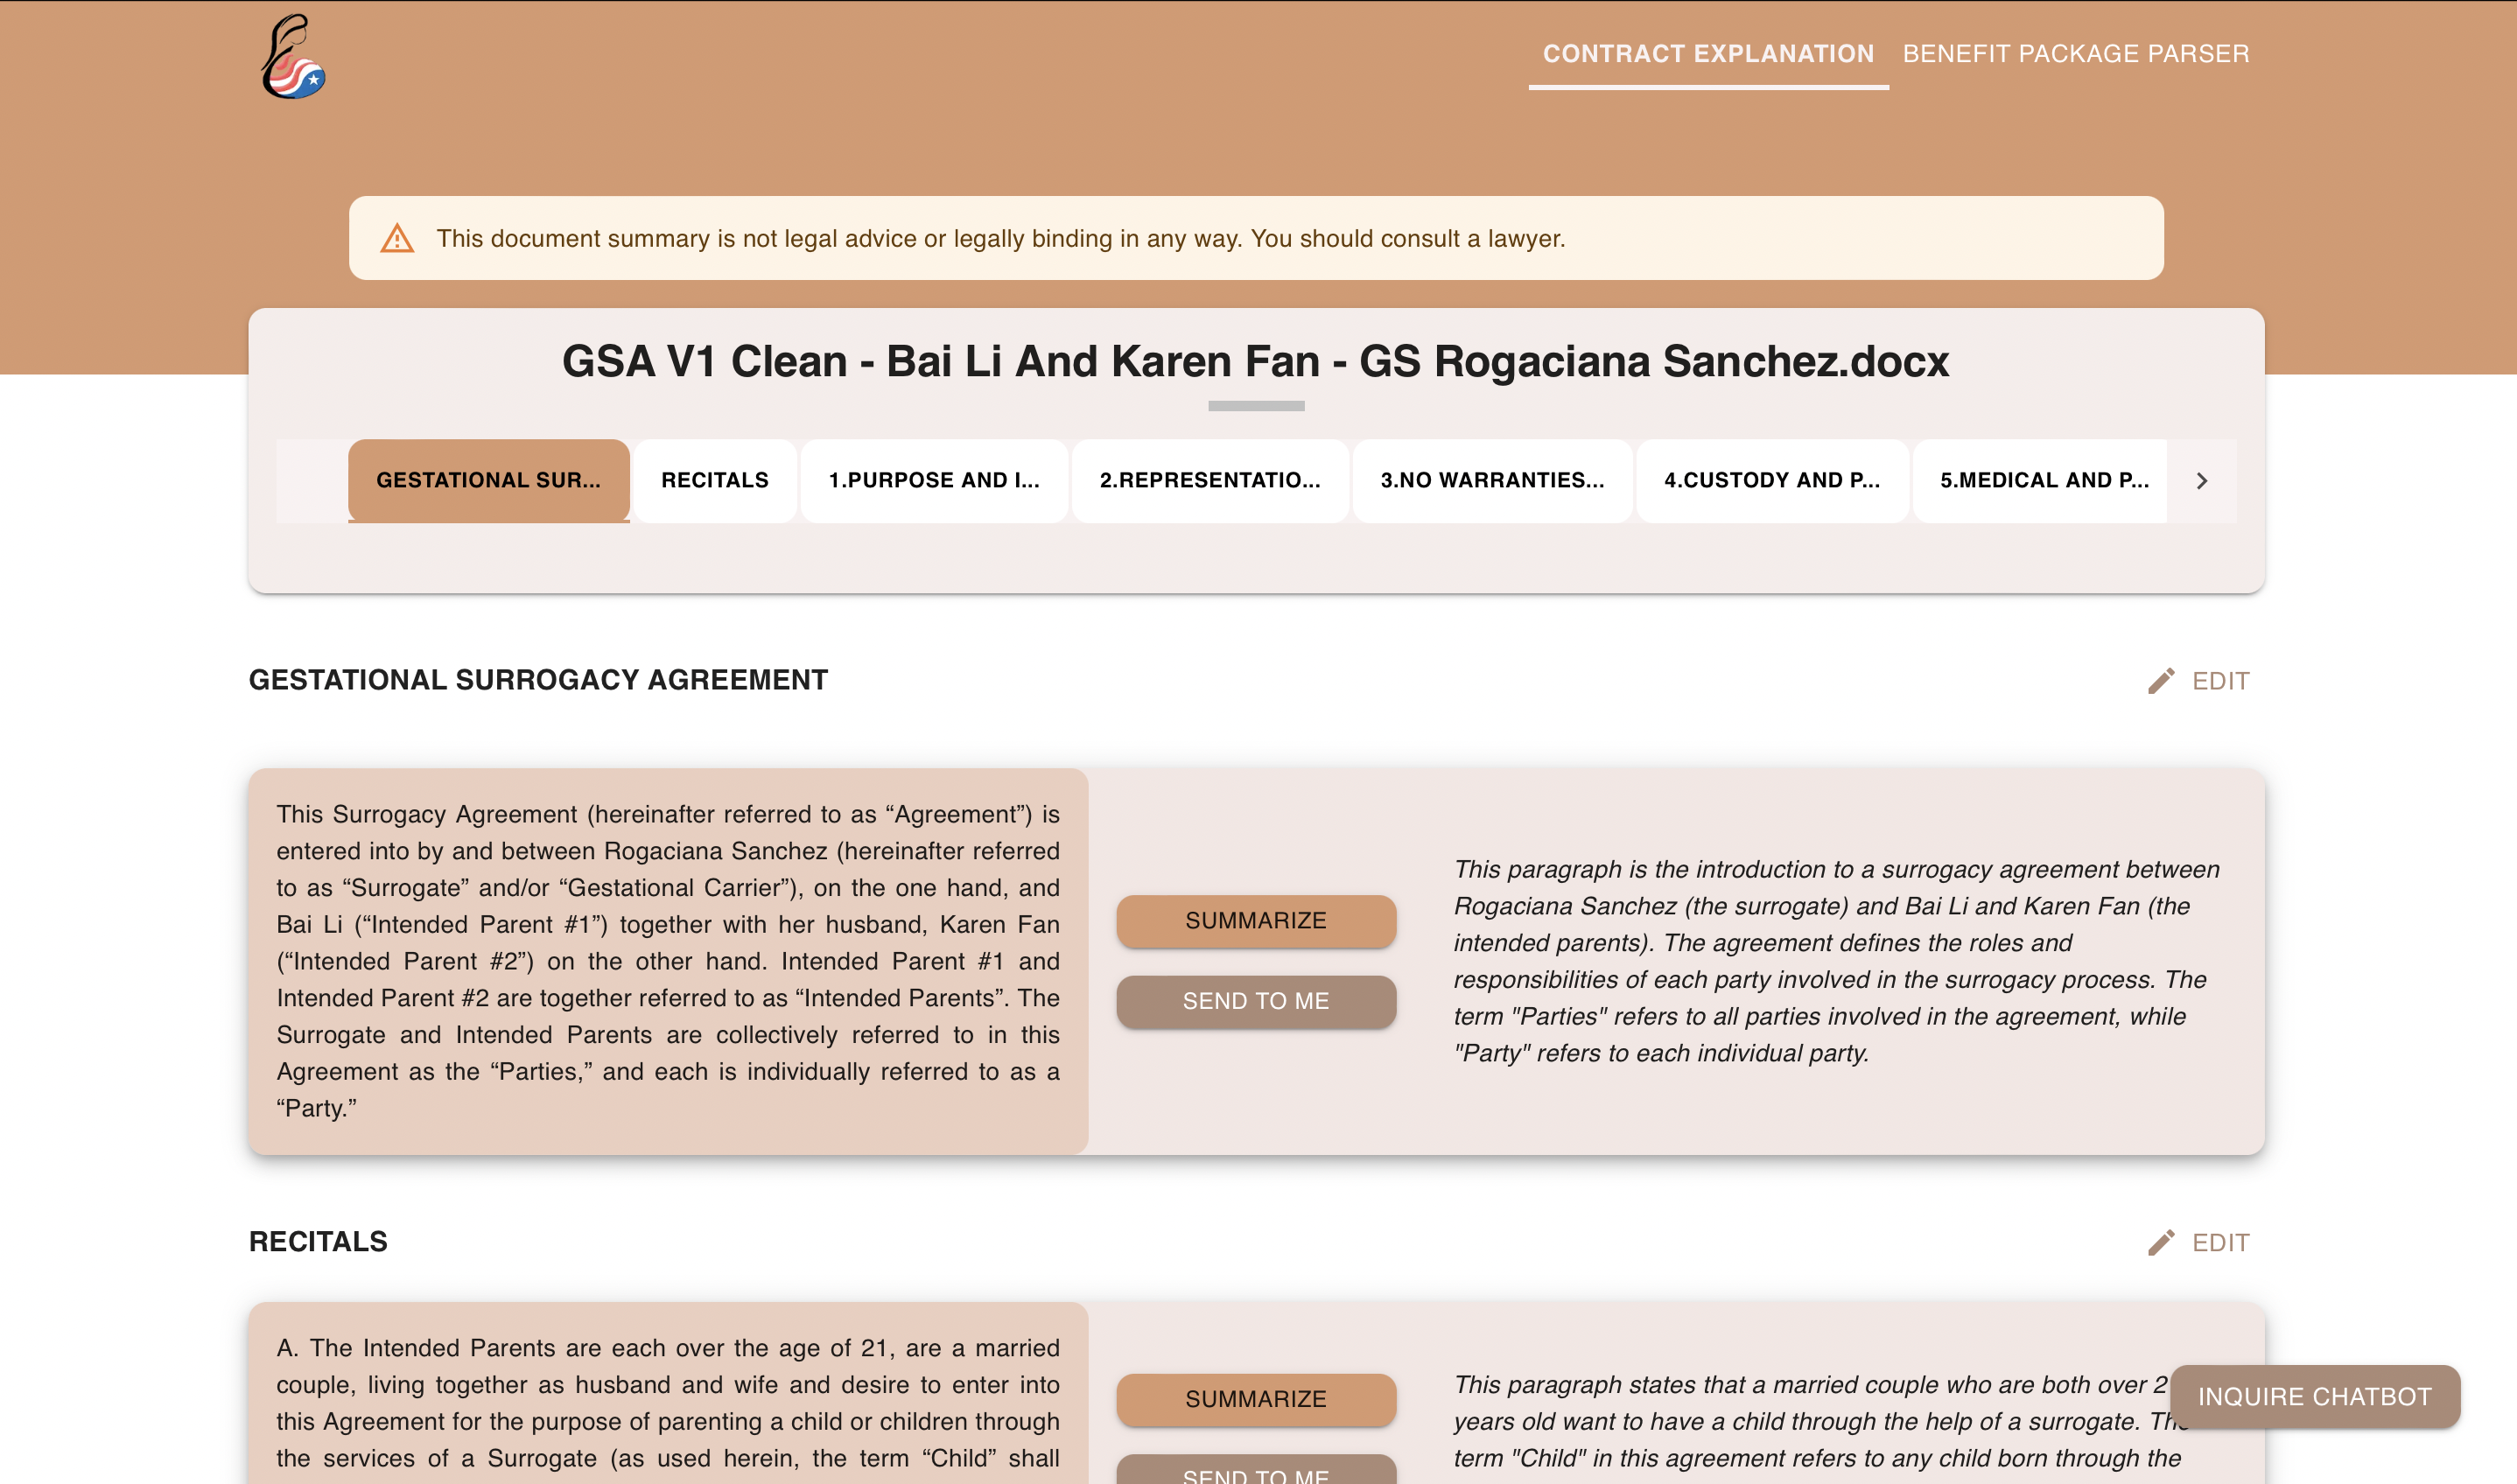 CONTRACT EXPLANATION
BENEFIT PACKAGE PARSER
This document summary is not legal advice or legally binding in any way. You should consult a lawyer.
GSA V1 Clean - Bai Li And Karen Fan - GS Rogaciana Sanchez.docx
GESTATIONAL SUR...
RECITALS
1.PURPOSE AND I...
2.REPRESENTATIO...
3.NO WARRANTIES...
4.CUSTODY AND P...
5.MEDICAL AND P...
GESTATIONAL SURROGACY AGREEMENT
EDIT
This Surrogacy Agreement (hereinafter referred to as “Agreement”) is
entered into by and between Rogaciana Sanchez (hereinafter referred
to as “Surrogate” and/or “Gestational Carrier”), on the one hand, and
Bai Li (“Intended Parent #1”) together with her husband, Karen Fan
(“Intended Parent #2”) on the other hand. Intended Parent #1 and
Intended Parent #2 are together referred to as “Intended Parents”. The
Surrogate and Intended Parents are collectively referred to in this
Agreement as the “Parties,” and each is individually referred to as a
“Party.”
SUMMARIZE
SEND TO ME
This paragraph is the introduction to a surrogacy agreement between
Rogaciana Sanchez (the surrogate) and Bai Li and Karen Fan (the
intended parents). The agreement defines the roles and
responsibilities of each party involved in the surrogacy process. The
term "Parties" refers to all parties involved in the agreement, while
"Party" refers to each individual party.
RECITALS
EDIT
A. The Intended Parents are each over the age of 21, are a married
couple, living together as husband and wife and desire to enter into
this Agreement for the purpose of parenting a child or children through
the services of a Surrogate (as used herein, the term “Child” shall
SUMMARIZE
SEND TO ME
This paragraph states that a married couple who are both over 2
years old want to have a child through the help of a surrogate. The
term "Child" in this agreement refers to any child born through the
INQUIRE CHATBOT